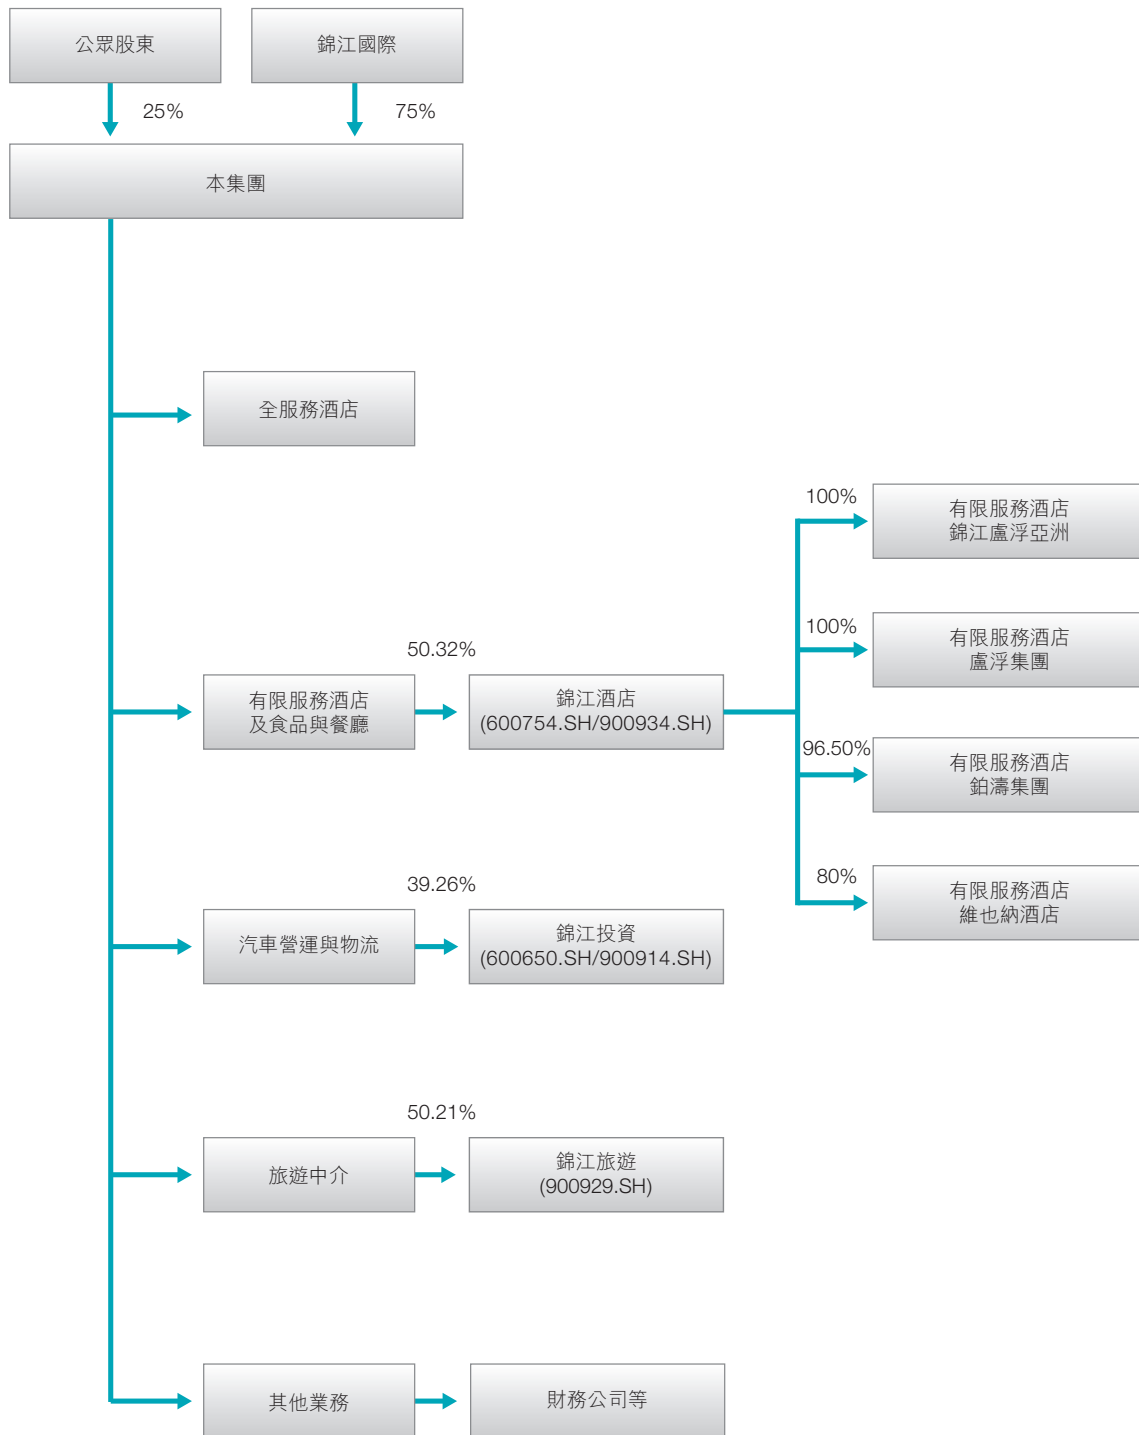 公眾股東
錦江國際
25%
75%
本集團
全服務酒店
100%
有限服務酒店
錦江盧浮亞洲
100%
有限服務酒店
盧浮集團
50.32%
有限服務酒店
及食品與餐廳
錦江酒店
(600754.SH/900934.SH)
96.50%
有限服務酒店
鉑濤集團
80%
有限服務酒店
維也納酒店
39.26%
汽車營運與物流
錦江投資
(600650.SH/900914.SH)
50.21%
旅遊中介
錦江旅遊
(900929.SH)
其他業務
財務公司等